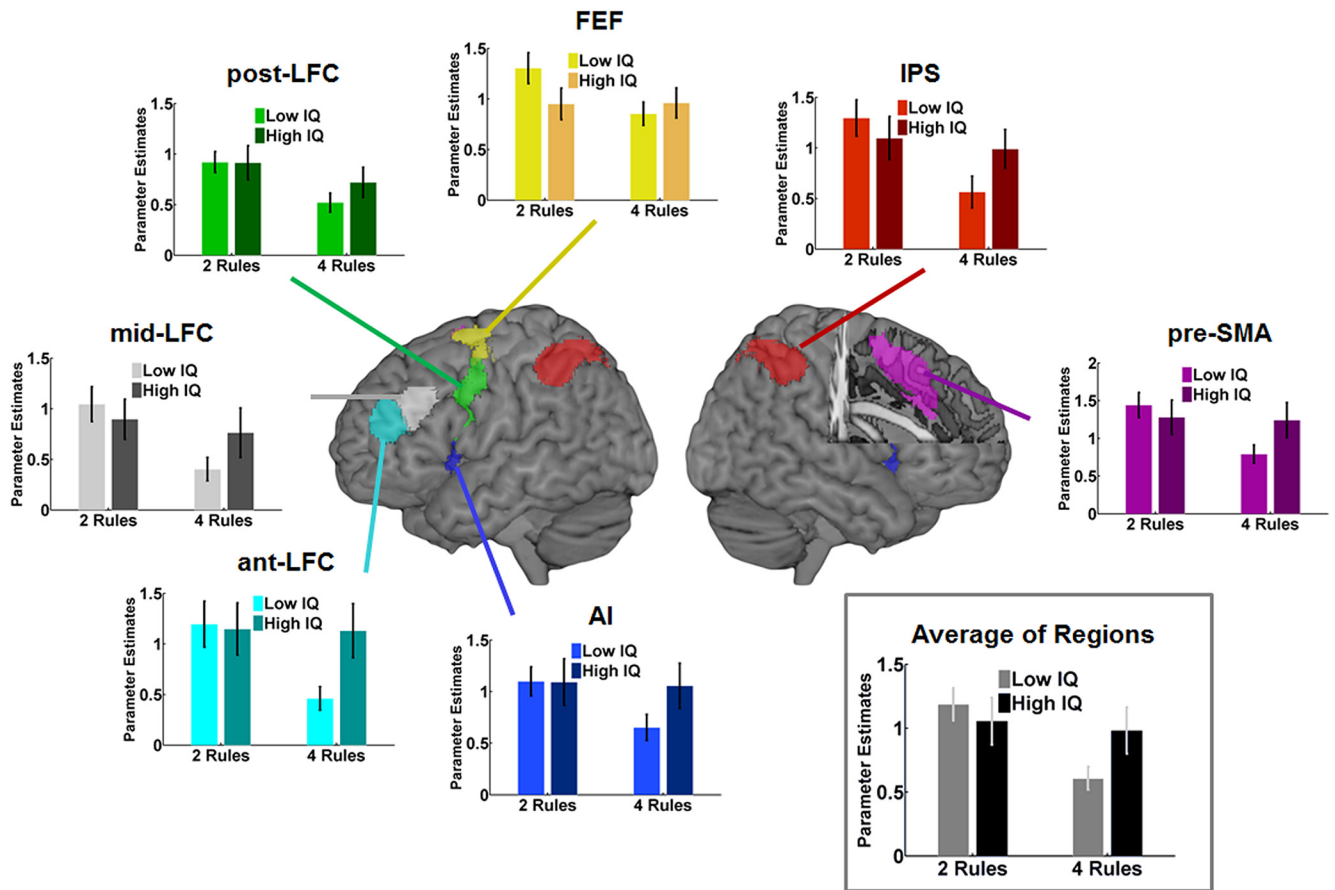 FEF
1.5
1
0.5
0
Parameter Estimates
Low IQ
High IQ
2 Rules
4 Rules
post-LFC
1.5
1
0.5
0
Parameter Estimates
Low IQ
High IQ
2 Rules
4 Rules
IPS
1.5
1
0.5
0
Parameter Estimates
Low IQ
High IQ
2 Rules
4 Rules
mid-LFC
1.5
1
0.5
0
Parameter Estimates
Low IQ
High IQ
2 Rules
4 Rules
pre-SMA
2
1.5
1
0.5
0
Parameter Estimates
Low IQ
High IQ
2 Rules
4 Rules
ant-LFC
1.5
1
0.5
0
Parameter Estimates
Low IQ
High IQ
2 Rules
4 Rules
AI
1.5
1
0.5
0
Parameter Estimates
Low IQ
High IQ
2 Rules
4 Rules
Average of Regions
1.5
1
0.5
0
Parameter Estimates
Low IQ
High IQ
2 Rules
4 Rules